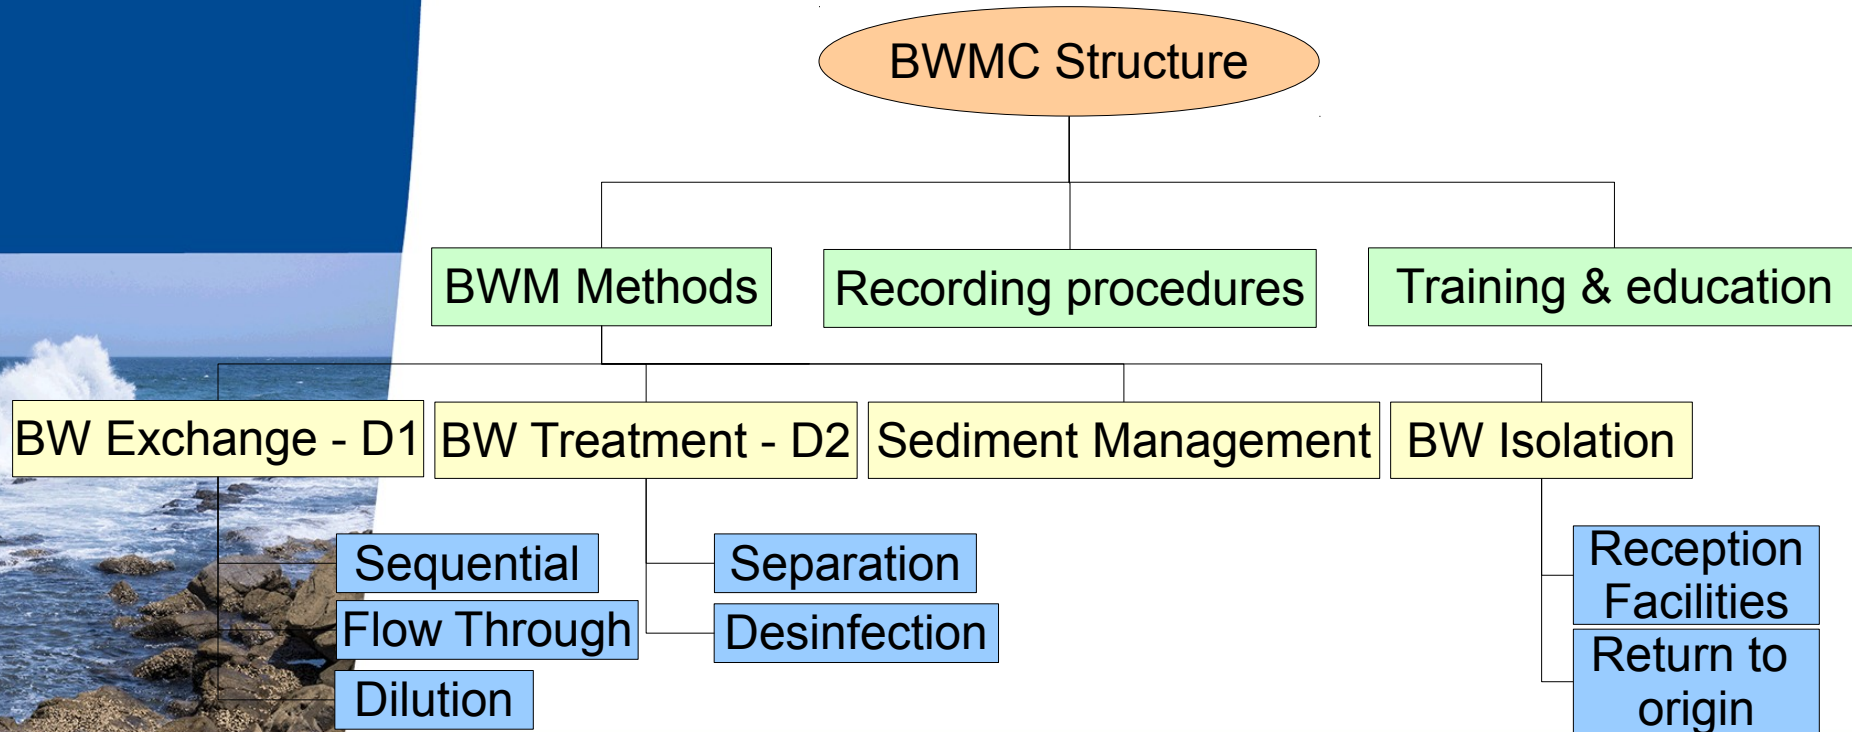 BWMC Structure
BWM Methods
Recording procedures
Training & education
BW Exchange - D1
BW Treatment - D2
Sediment Management
BW Isolation
Sequential
Flow Through
Dilution
Separation
Desinfection
Reception
Facilities
Return to
origin